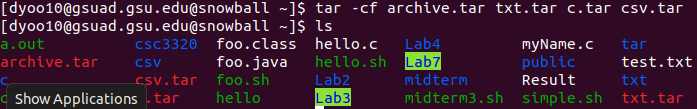 [dyoo10@gsuad.gsu.edu@snowball ~]$ tar -cf archive.tar txt.tar c.tar csv.tar
[dyoo10@gsuad.gsu.edu@snowball ~]$ ls
a.out csc3320 foo.class hello.c Lab4 myName.c tar
archive.tar csv foo.java hello.sh Lab7 public test.txt
c csv.tar foo.sh Lab2 midterm Result txt
Show Applications .tar hello Lab3 midterm3.sh simple.sh txt.tar